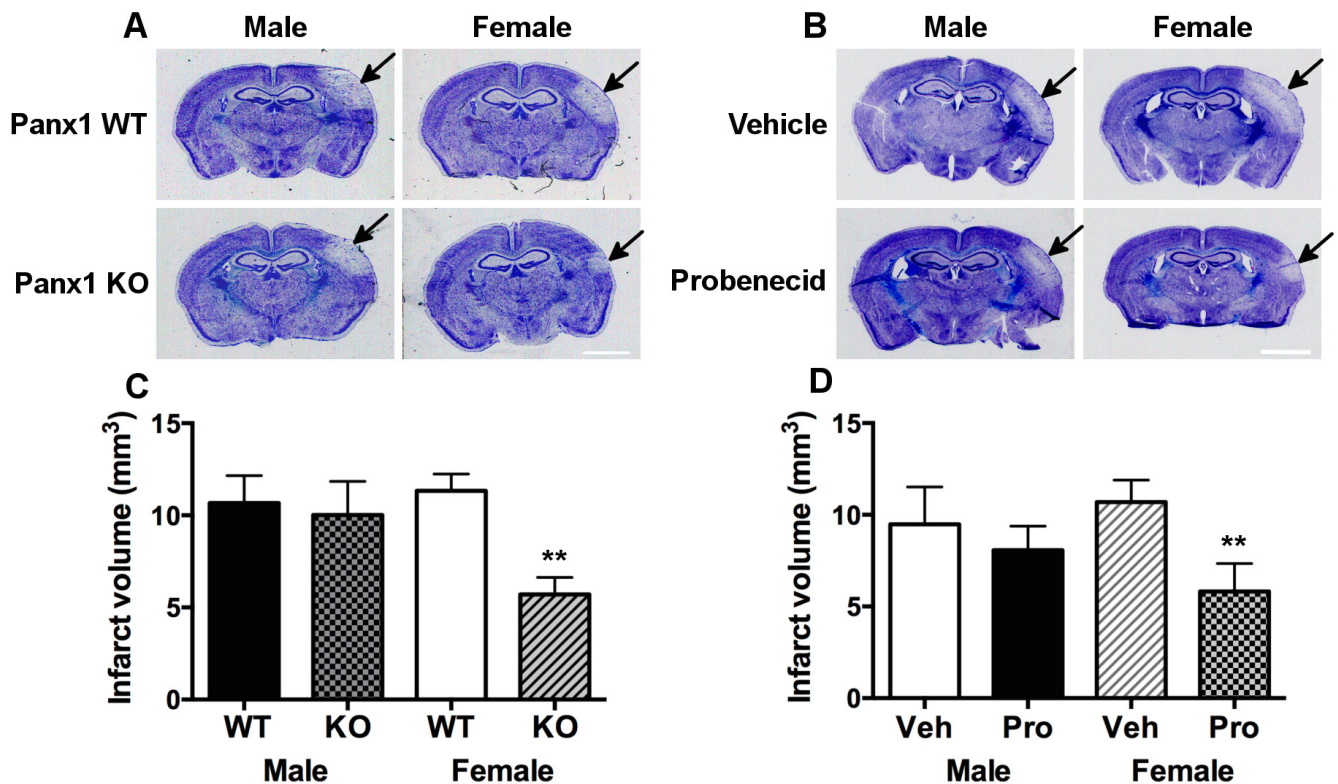 A
Male
Female
Panx1 WT
Panx1 KO
B
Male
Female
Vehicle
Probenecid
C
Infarct volume (mm³)
15
10
5
0
**
WT
KO
WT
KO
Male
Female
D
Infarct volume (mm³)
15
10
5
0
**
Veh
Pro
Veh
Pro
Male
Female